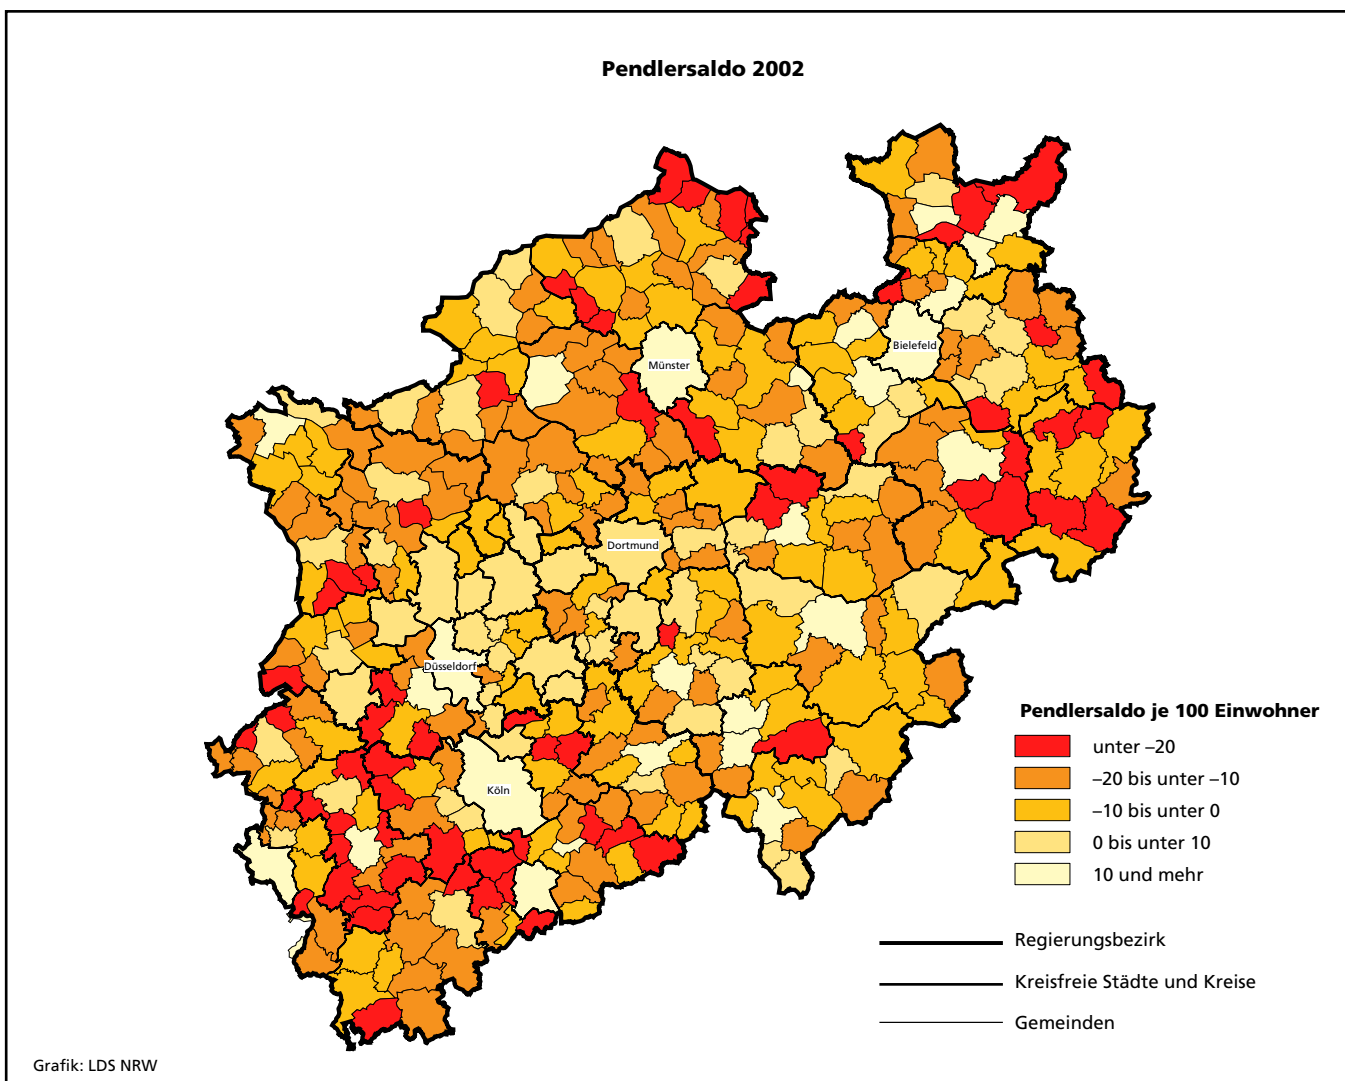 Pendlersaldo 2002
Münster
Bielefeld
Dortmund
Düsseldorf
Köln
Pendlersaldo je 100 Einwohner
unter –20
–20 bis unter –10
–10 bis unter 0
0 bis unter 10
10 und mehr
Regierungsbezirk
Kreisfreie Städte und Kreise
Gemeinden
Grafik: LDS NRW